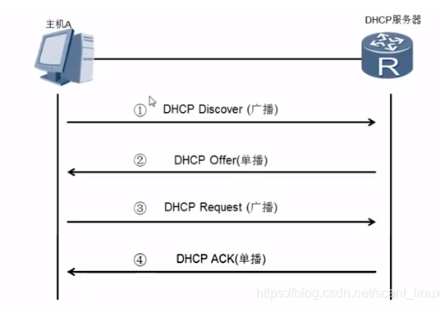 主机A
DHCP服务器
R
① DHCP Discover (广播)
② DHCP Offer(单播)
③ DHCP Request (广播)
④ DHCP ACK(单播)
https://blog.csdn.net/scanf_linux